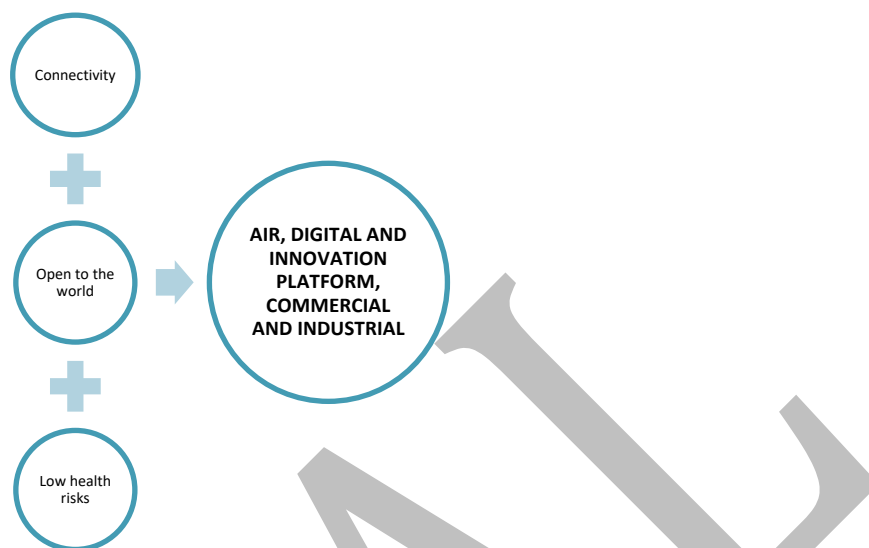 Connectivity
Open to the
world
Low health
risks
AIR, DIGITAL AND
INNOVATION
PLATFORM,
COMMERCIAL
AND INDUSTRIAL